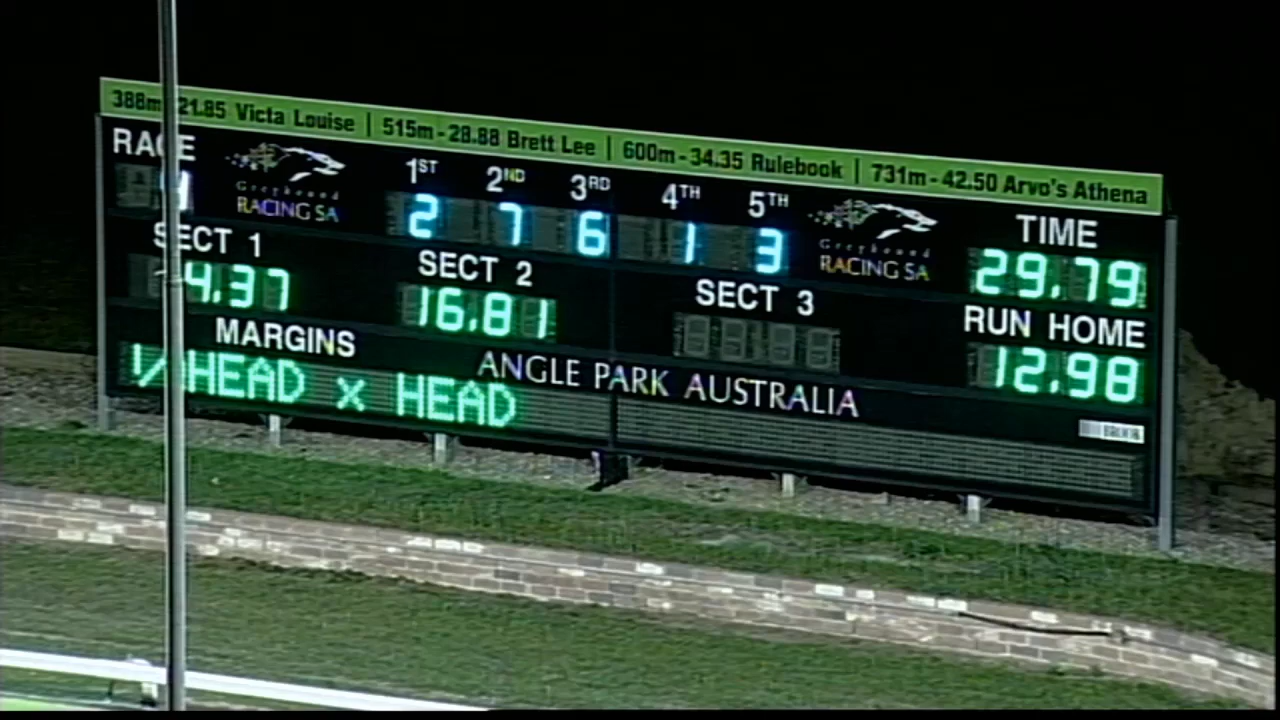 388m 21.85 Victa Louise | 515m - 28.88 Brett Lee | 600m - 34.35 Rulebook | 731m - 42.50 Arvo's Athena
RACE
Greyhound
RACING SA
1ST 2ND 3RD 4TH 5TH
2 7 6 1 3
Greyhound
RACING SA
TIME
29.79
SECT 1
4.37
SECT 2
16.81
SECT 3
RUN HOME
12.98
MARGINS
HEAD x HEAD
ANGLE PARK AUSTRALIA